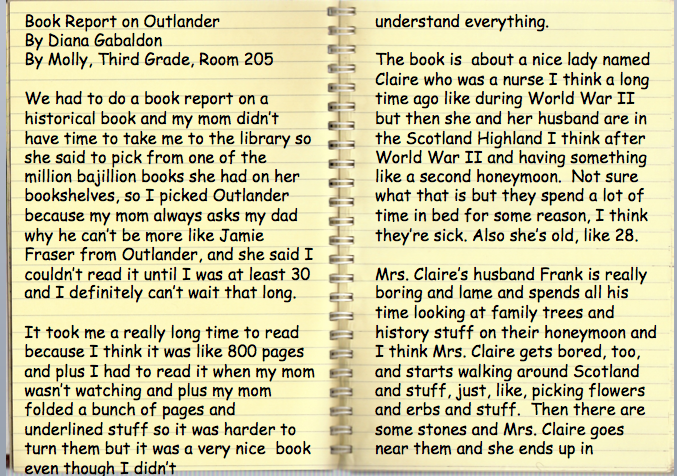 Book Report on Outlander
By Diana Gabaldon
By Molly, Third Grade, Room 205
We had to do a book report on a
historical book and my mom didn't
have time to take me to the library so
she said to pick from one of the
million bajillion books she had on her
bookshelves, so I picked Outlander
because my mom always asks my dad
why he can't be more like Jamie
Fraser from Outlander, and she said I
couldn't read it until I was at least 30
and I definitely can't wait that long.
It took me a really long time to read
because I think it was like 800 pages
and plus I had to read it when my mom
wasn't watching and plus my mom
folded a bunch of pages and
underlined stuff so it was harder to
turn them but it was a very nice book
even though I didn't
understand everything.
The book is about a nice lady named
Claire who was a nurse I think a long
time ago like during World War II
but then she and her husband are in
the Scotland Highland I think after
World War II and having something
like a second honeymoon. Not sure
what that is but they spend a lot of
time in bed for some reason, I think
they're sick. Also she's old, like 28.
Mrs. Claire's husband Frank is really
boring and lame and spends all his
time looking at family trees and
history stuff on their honeymoon and
I think Mrs. Claire gets bored, too,
and starts walking around Scotland
and stuff, just, like, picking flowers
and erbs and stuff. Then there are
some stones and Mrs. Claire goes
near them and she ends up in